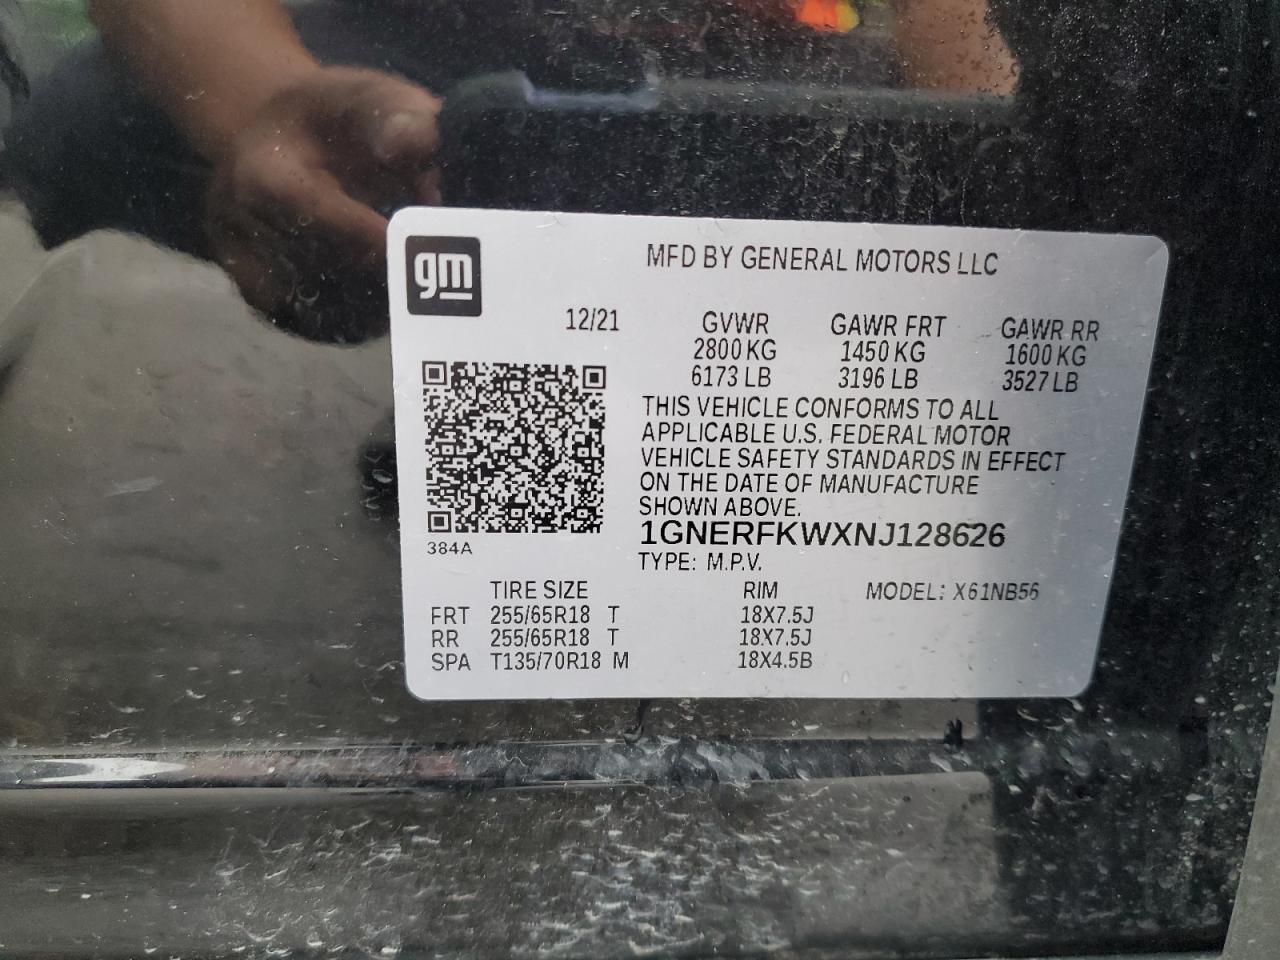 gm
MFD BY GENERAL MOTORS LLC
12/21 GVWR GAWR FRT GAWR RR
2800 KG 1450 KG 1600 KG
6173 LB 3196 LB 3527 LB
THIS VEHICLE CONFORMS TO ALL
APPLICABLE U.S. FEDERAL MOTOR
VEHICLE SAFETY STANDARDS IN EFFECT
ON THE DATE OF MANUFACTURE
SHOWN ABOVE.
1GNERFKWXNJ128626
384A
TYPE: M.P.V.
TIRE SIZE RIM MODEL: X61NB56
FRT 255/65R18 T 18X7.5J
RR 255/65R18 T 18X7.5J
SPA T135/70R18 M 18X4.5B